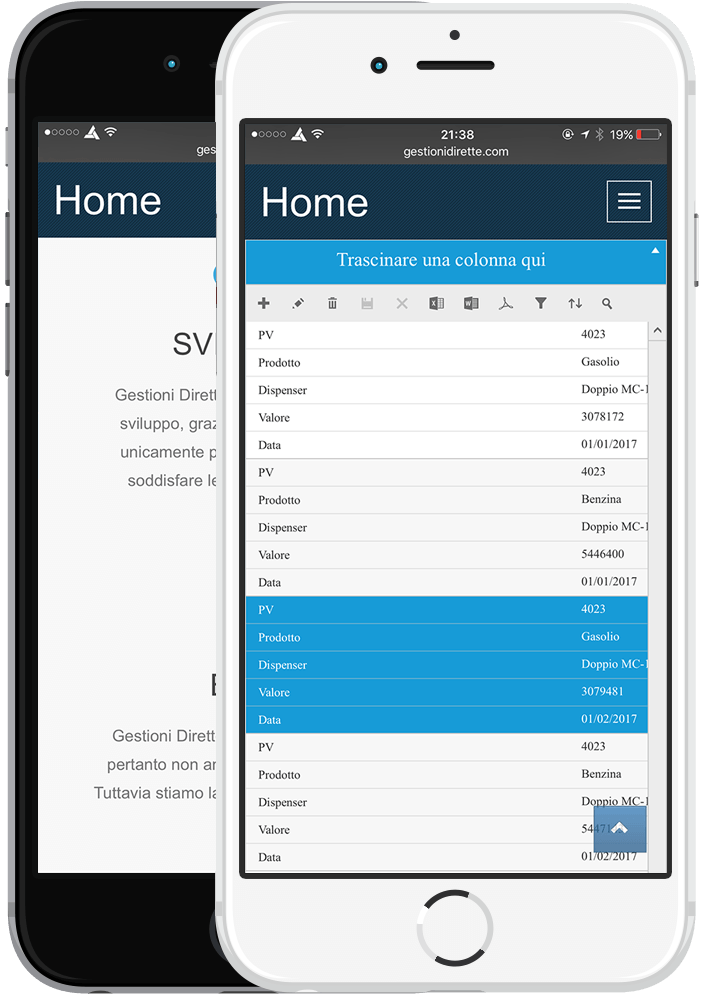 ges
Home
SV
Gestioni Dirett
sviluppo, graz
unicamente p
soddisfare le
Gestioni Dirett
pertanto non a
Tuttavia stiamo la
21:38
19%
gestionidirette.com
Home
Trascinare una colonna qui
PV 4023
Prodotto Gasolio
Dispenser Doppio MC-1
Valore 3078172
Data 01/01/2017
PV 4023
Prodotto Benzina
Dispenser Doppio MC-1
Valore 5446400
Data 01/01/2017
PV 4023
Prodotto Gasolio
Dispenser Doppio MC-1
Valore 3079481
Data 01/02/2017
PV 4023
Prodotto Benzina
Dispenser Doppio MC-1
Valore
Data 01/02/2017